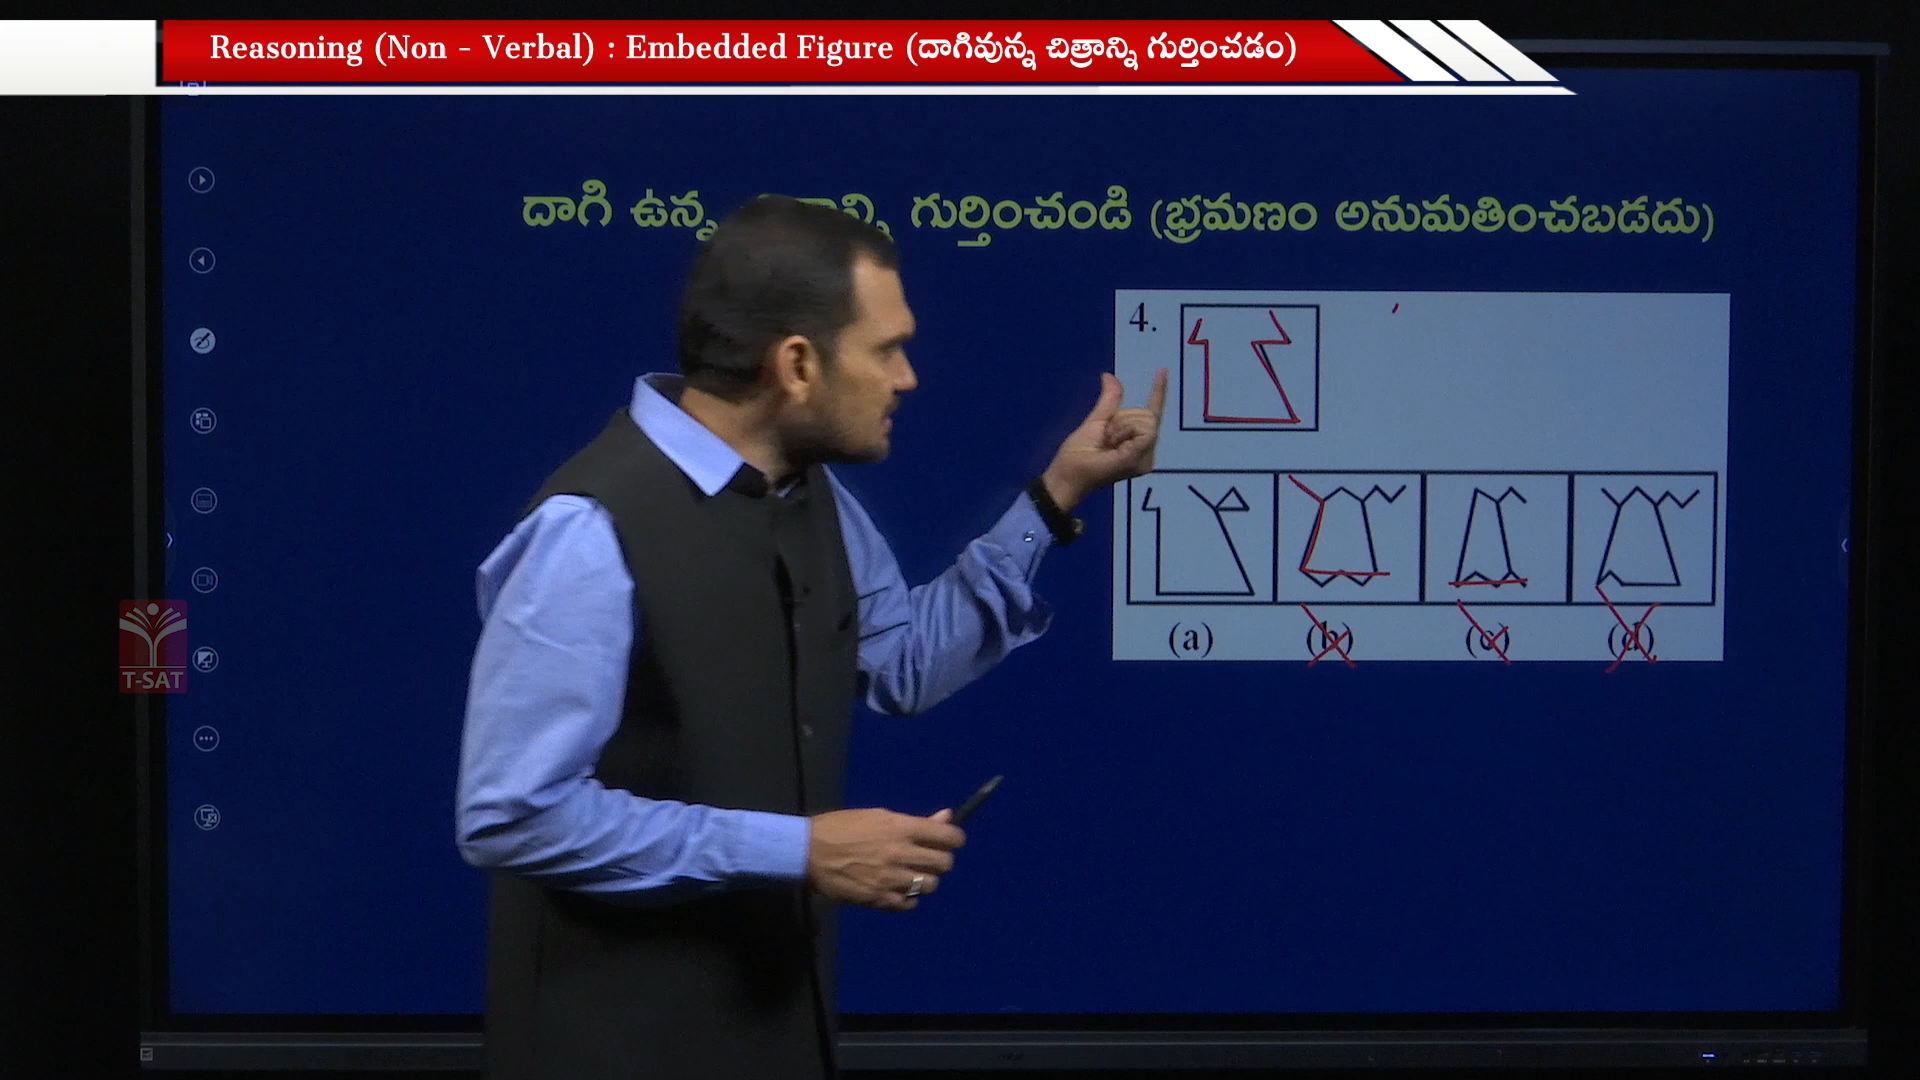 Reasoning (Non - Verbal) : Embedded Figure (దాగివున్న చిత్రాన్ని గుర్తించడం)
దాగి ఉన్న గుర్తించండి (భ్రమణం అనుమతించబడదు)
4.
(a) (b) (c) (d)
T-SAT